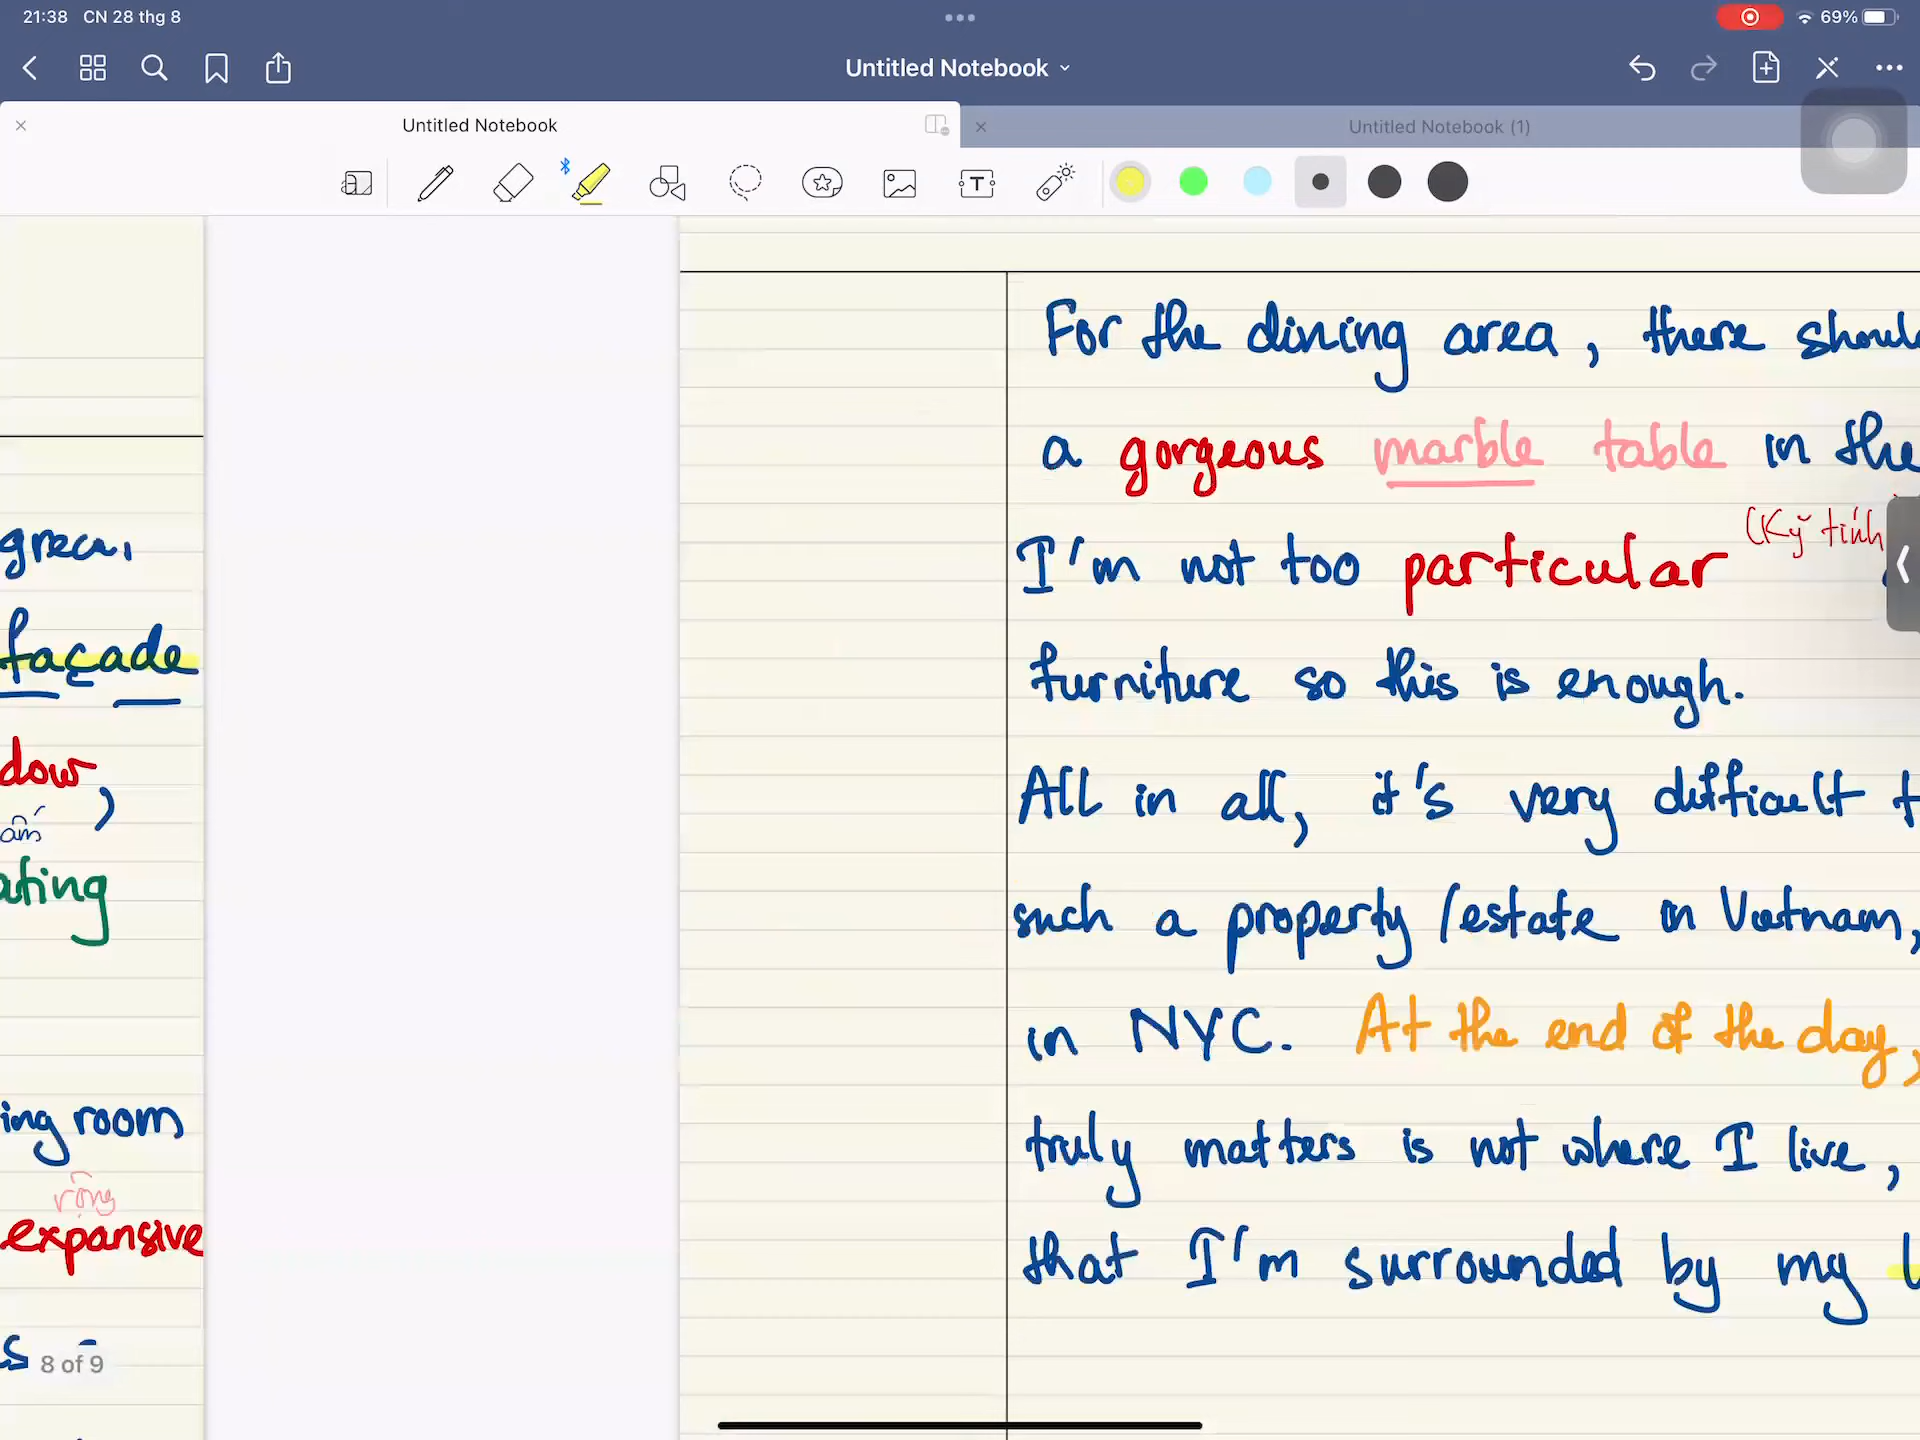 21:38 CN 28 thg 8
69%
Untitled Notebook
Untitled Notebook
Untitled Notebook (1)
façade
dow,
ating
ing room
rộng
expansive
8 of 9
For the dining area, there
a gorgeous marble table in the
(Kỹ tính
I'm not too particular
furniture so this is enough.
All in all, it's very difficult
such a property /estate in Vietnam,
in NYC. At the end of the day,
truly matters is not where I live,
that I'm surrounded by my